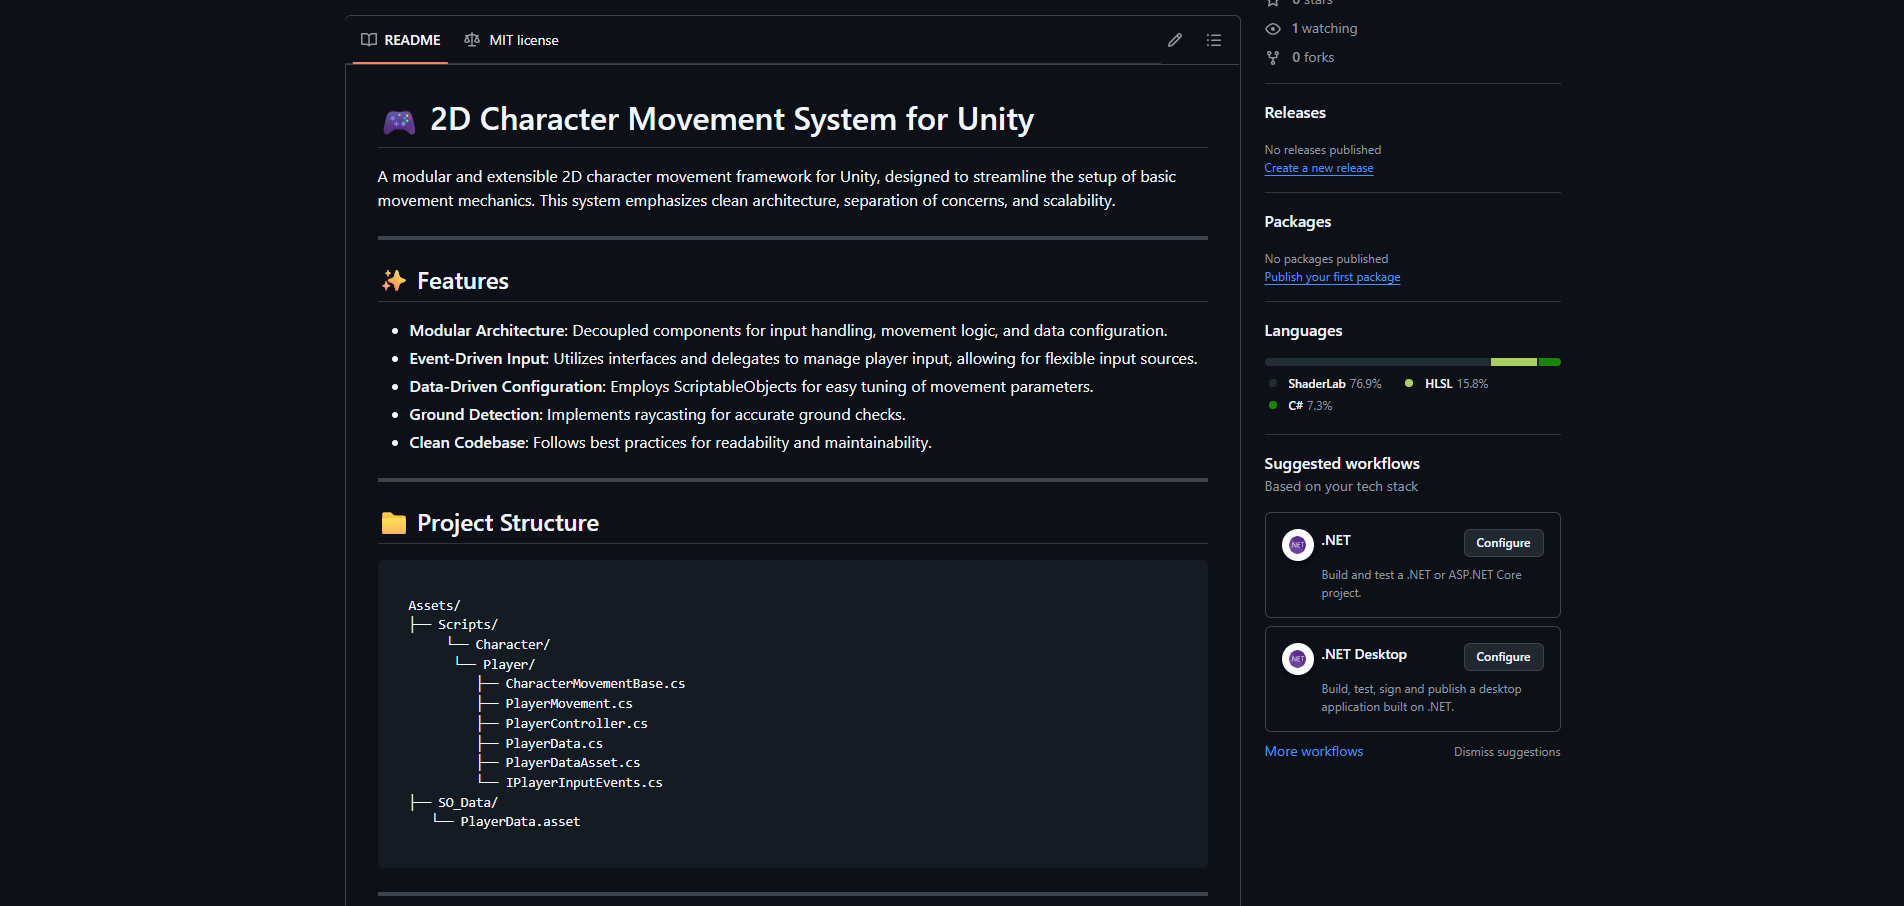 README
MIT license
2D Character Movement System for Unity
A modular and extensible 2D character movement framework for Unity, designed to streamline the setup of basic
movement mechanics. This system emphasizes clean architecture, separation of concerns, and scalability.
Features
• Modular Architecture: Decoupled components for input handling, movement logic, and data configuration.
• Event-Driven Input: Utilizes interfaces and delegates to manage player input, allowing for flexible input sources.
• Data-Driven Configuration: Employs ScriptableObjects for easy tuning of movement parameters.
• Ground Detection: Implements raycasting for accurate ground checks.
• Clean Codebase: Follows best practices for readability and maintainability.
Project Structure
Assets/
├── Scripts/
     └── Character/
      └── Player/
         ├── CharacterMovementBase.cs
         ├── PlayerMovement.cs
         ├── PlayerController.cs
         ├── PlayerData.cs
         ├── PlayerDataAsset.cs
         └── IPlayerInputEvents.cs
├── SO_Data/
   └── PlayerData.asset
0 stars
1 watching
0 forks
Releases
No releases published
Create a new release
Packages
No packages published
Publish your first package
Languages
ShaderLab 76.9%
HLSL 15.8%
C# 7.3%
Suggested workflows
Based on your tech stack
NET
.NET
Configure
Build and test a .NET or ASP.NET Core
project.
NET
.NET Desktop
Configure
Build, test, sign and publish a desktop
application built on .NET.
More workflows
Dismiss suggestions